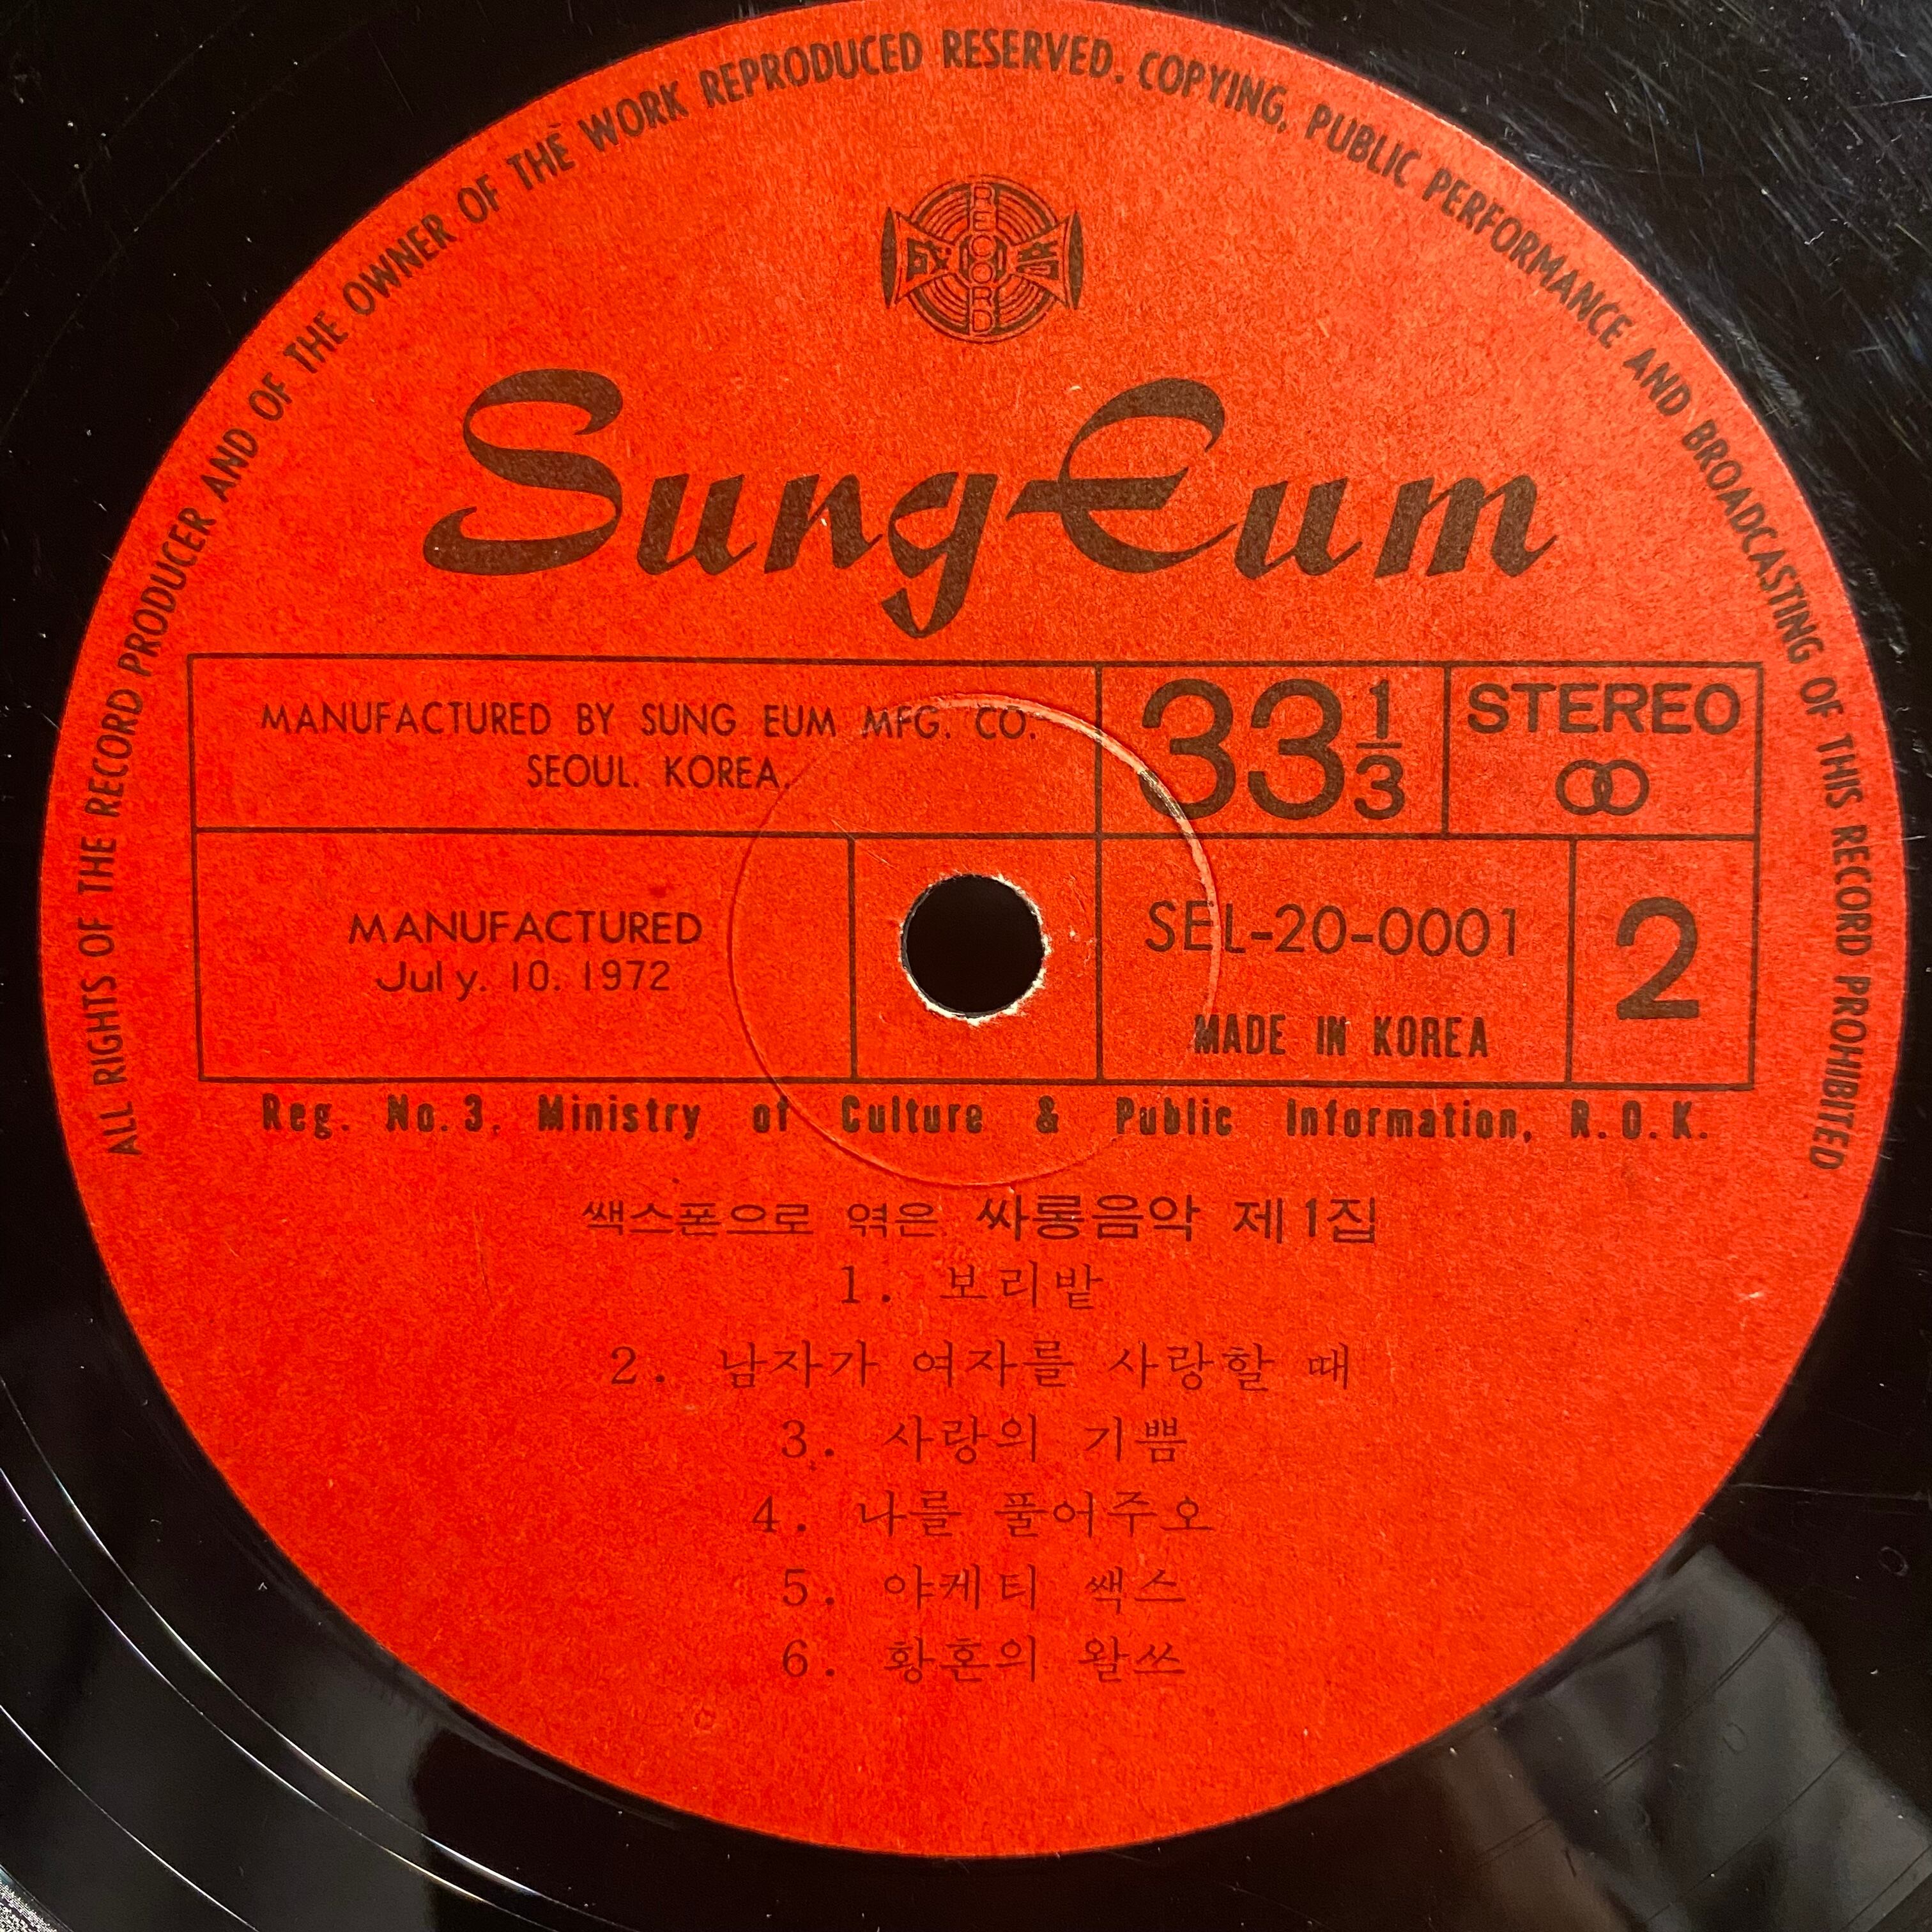 ALL RIGHTS OF THE RECORD PRODUCER AND OF THE OWNER OF THE WORK REPRODUCED RESERVED. COPYING. PUBLIC PERFORMANCE AND BROADCASTING OF THIS RECORD PROHIBITED
RECORD
成音
Sung Eum
MANUFACTURED BY SUNG EUM MFG. CO.
SEOUL. KOREA.
33 1/3
STEREO
MANUFACTURED
July. 10. 1972
SEL-20-0001
MADE IN KOREA
2
Reg. No. 3. Ministry of Culture & Public Information, R.O.K.
쌕스폰으로 엮은 싸롱음악 제1집
1. 보리밭
2. 남자가 여자를 사랑할 때
3. 사랑의 기쁨
4. 나를 풀어주오
5. 야케티 쌕스
6. 황혼의 왈쓰